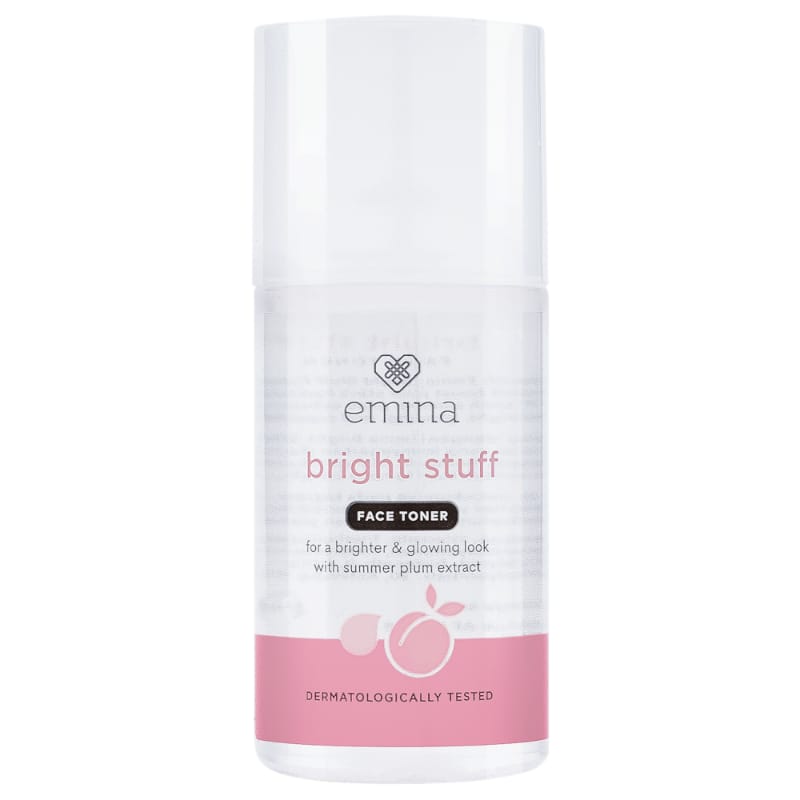 emina
bright stuff
FACE TONER
for a brighter & glowing look
with summer plum extract
DERMATOLOGICALLY TESTED